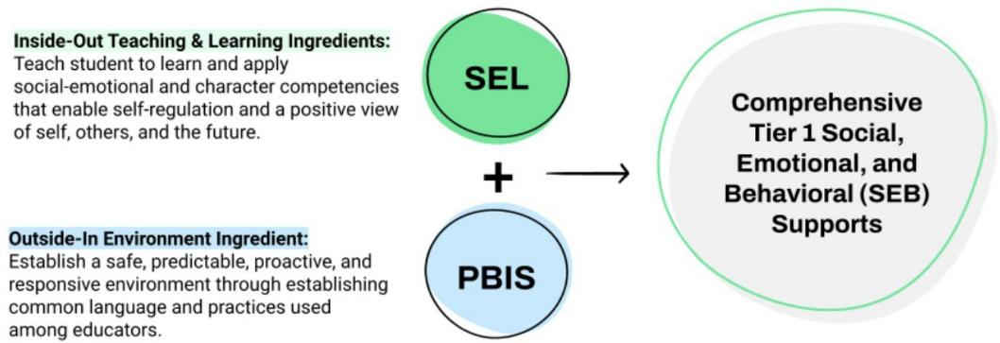 Inside-Out Teaching & Learning Ingredients:
Teach student to learn and apply
social-emotional and character competencies
that enable self-regulation and a positive view
of self, others, and the future.
SEL
+
Outside-In Environment Ingredient:
Establish a safe, predictable, proactive, and
responsive environment through establishing
common language and practices used
among educators.
PBIS
Comprehensive
Tier 1 Social,
Emotional, and
Behavioral (SEB)
Supports